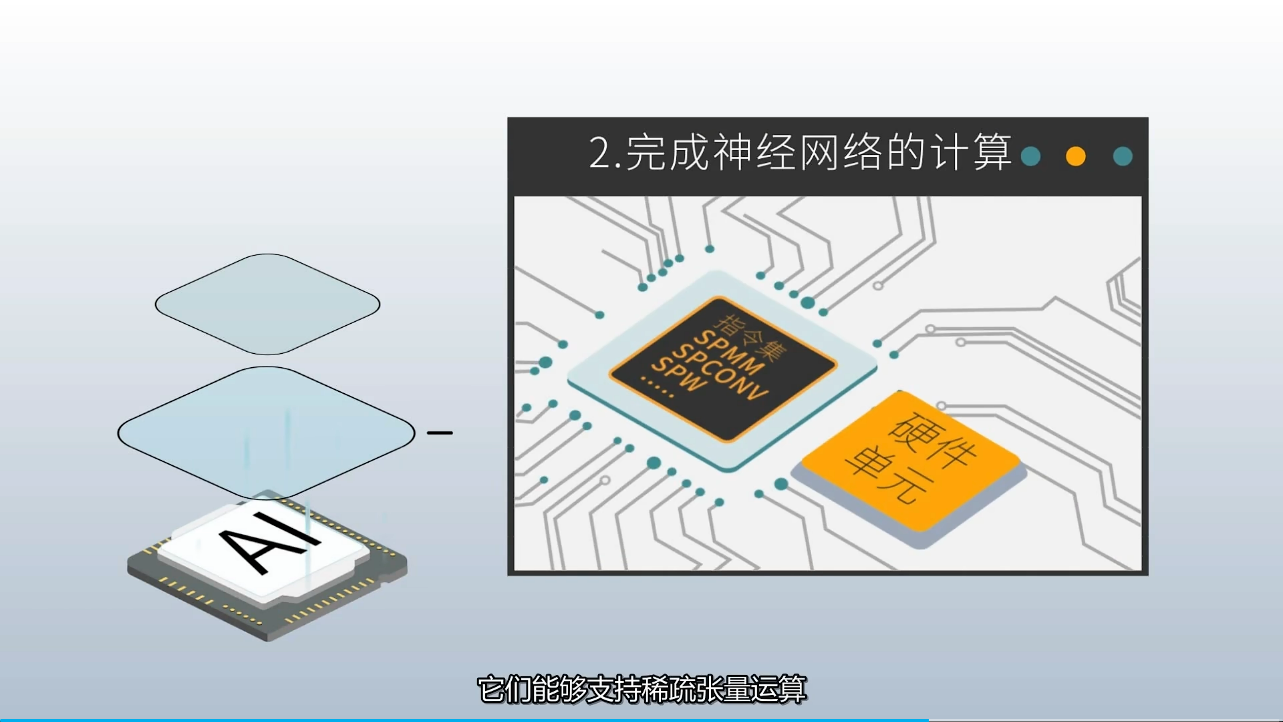 2.完成神经网络的计算
指令集
SPMM
SPCONV
SPW
.....
硬件
单元
AI
它们能够支持稀疏张量运算